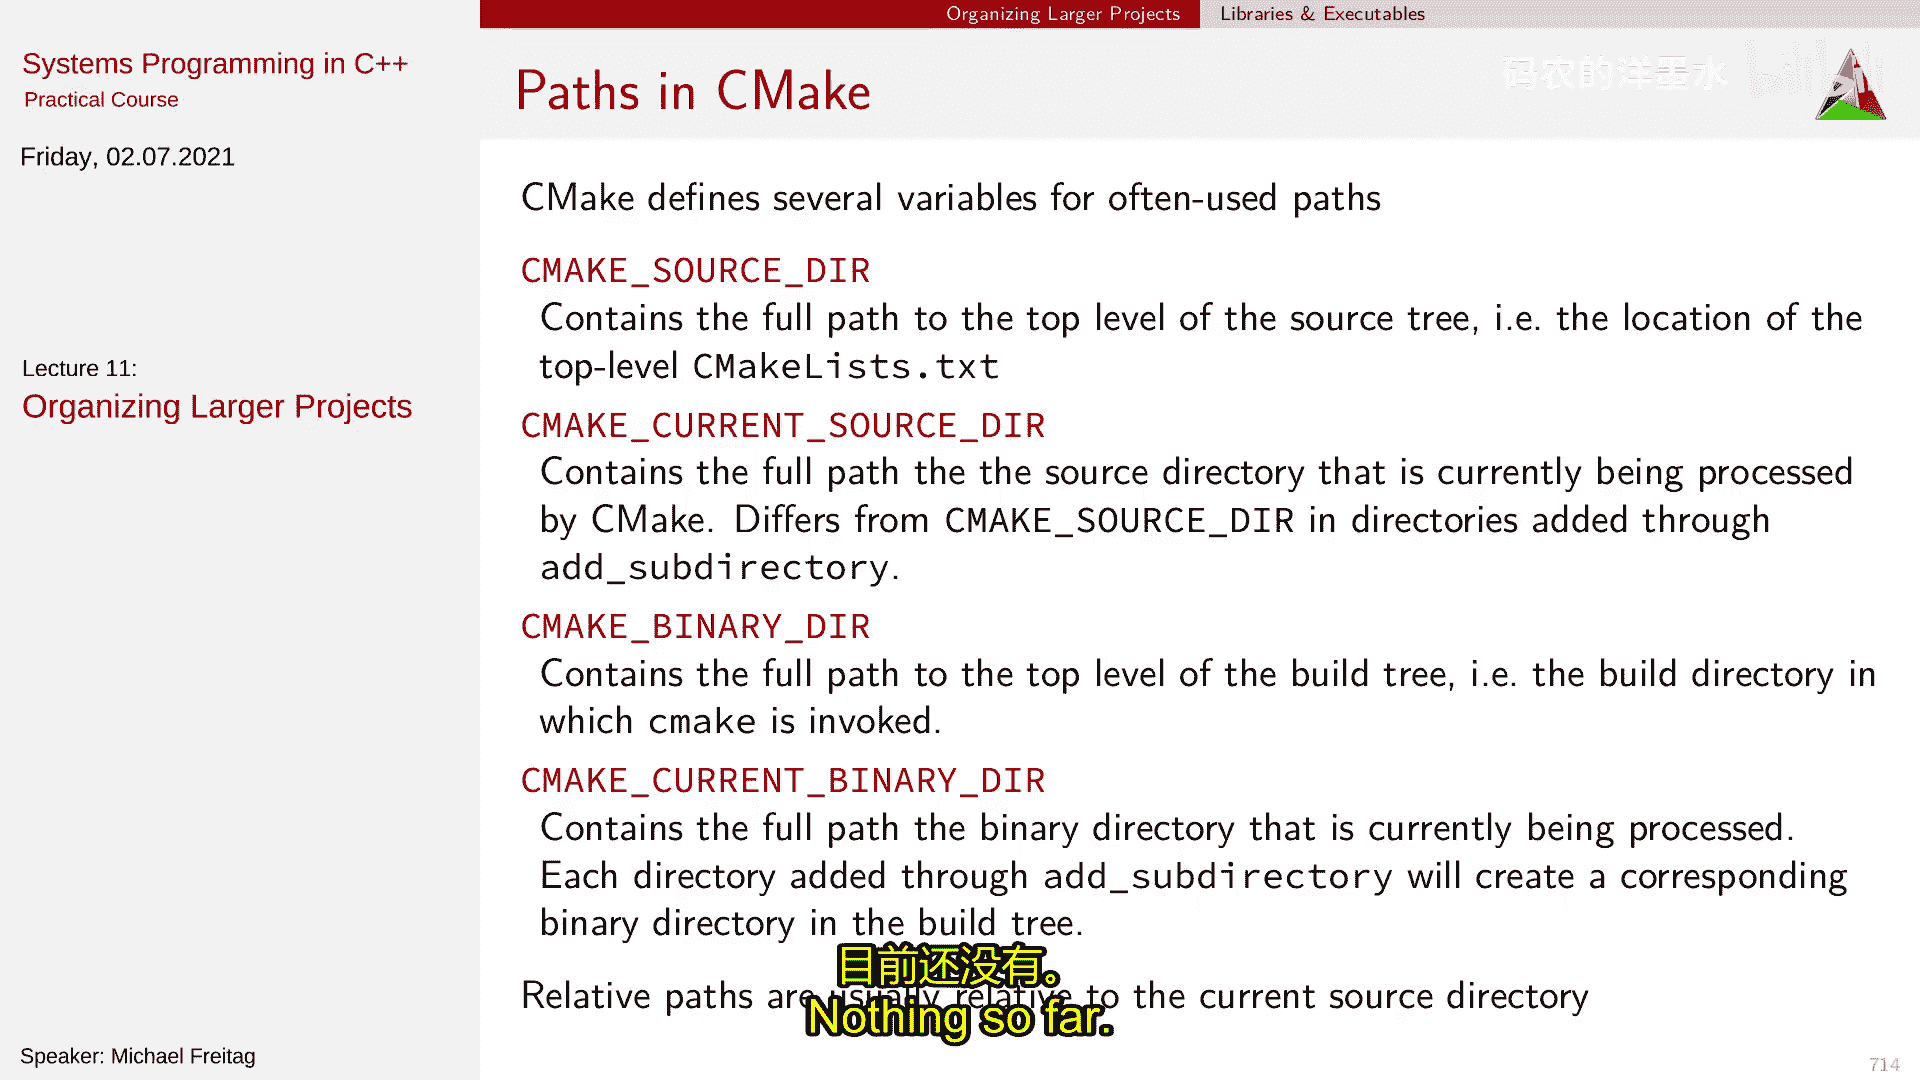 Organizing Larger Projects
Libraries & Executables
Systems Programming in C++
Practical Course
Friday, 02.07.2021
Lecture 11:
Organizing Larger Projects
Speaker: Michael Freitag
Paths in CMake
码农的洋墨水
CMake defines several variables for often-used paths
CMAKE_SOURCE_DIR
Contains the full path to the top level of the source tree, i.e. the location of the
top-level CMakeLists.txt
CMAKE_CURRENT_SOURCE_DIR
Contains the full path the the source directory that is currently being processed
by CMake. Differs from CMAKE_SOURCE_DIR in directories added through
add_subdirectory.
CMAKE_BINARY_DIR
Contains the full path to the top level of the build tree, i.e. the build directory in
which cmake is invoked.
CMAKE_CURRENT_BINARY_DIR
Contains the full path the binary directory that is currently being processed.
Each directory added through add_subdirectory will create a corresponding
binary directory in the build tree.
Relative paths are usually relative to the current source directory
目前还没有。
Nothing so far.
714